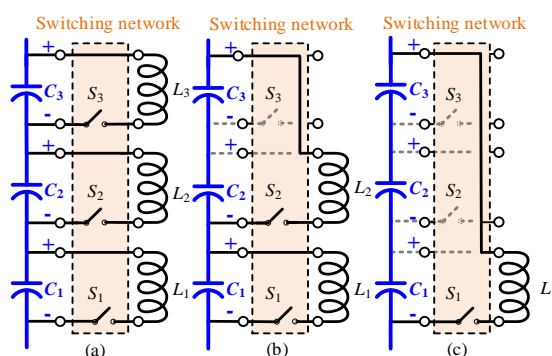 Switching network Switching network Switching network
+ + +
C3 S3 L3 C3 S3 C3 S3
- - -
+ + +
C2 S2 L2 C2 S2 L2 C2 S2
- - -
+ + +
C1 S1 L1 C1 S1 L1 C1 S1 L
- - -
(a) (b) (c)